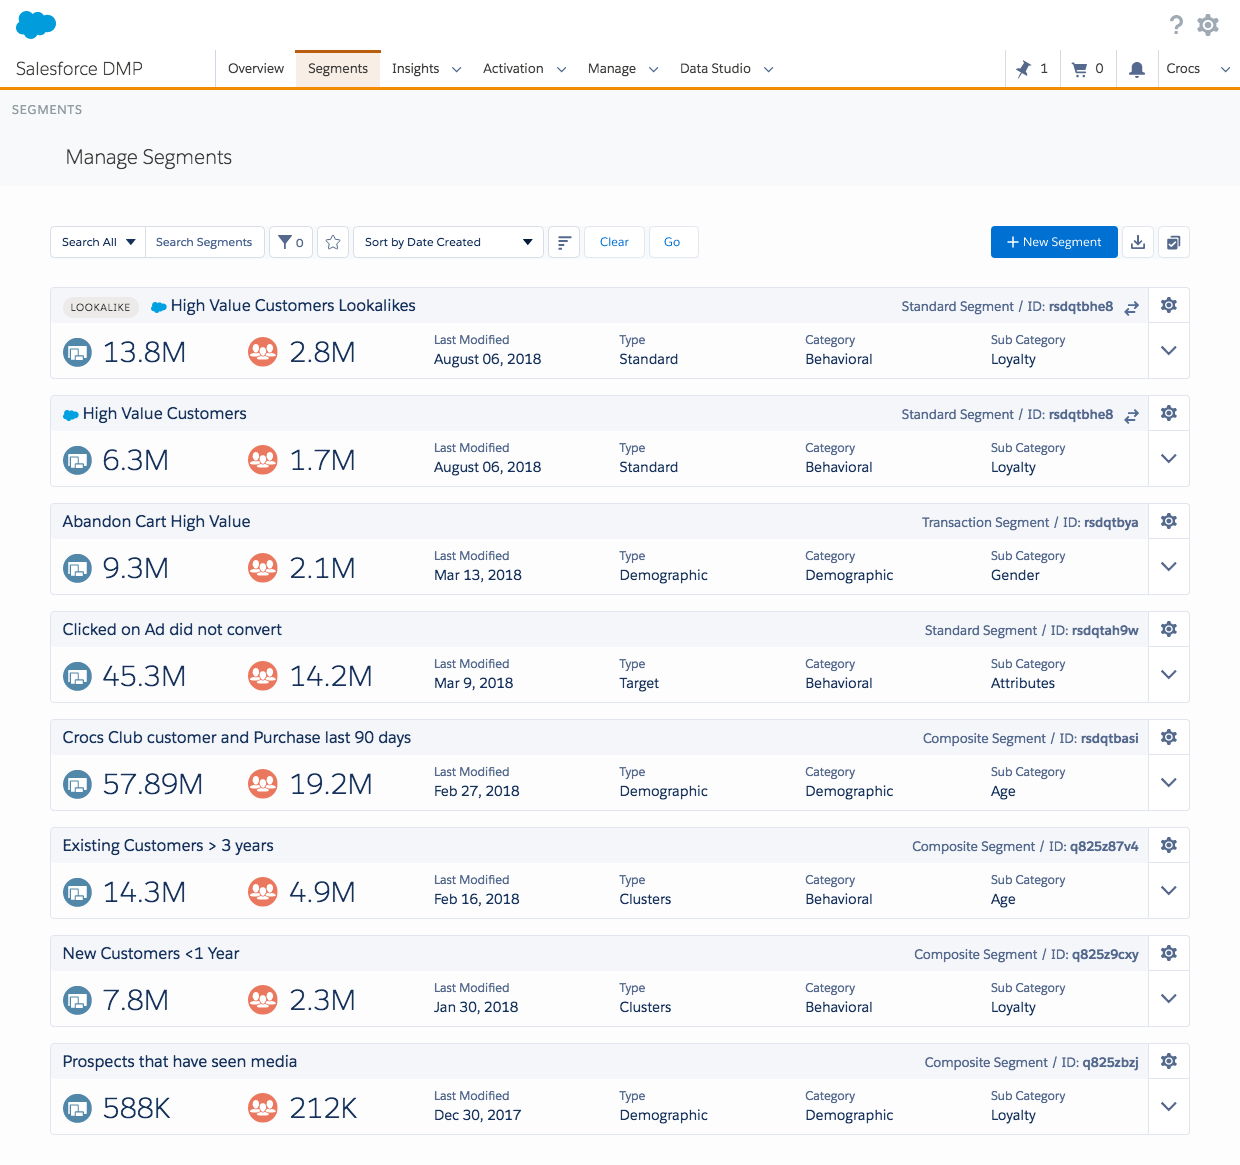 ?
Salesforce DMP
Overview Segments Insights Activation Manage Data Studio 1 0 Crocs
SEGMENTS
Manage Segments
Search All Search Segments 0 Sort by Date Created Clear Go + New Segment
LOOKALIKE High Value Customers Lookalikes Standard Segment / ID: rsdqtbhe8
13.8M 2.8M
Last Modified Type Category Sub Category
August 06, 2018 Standard Behavioral Loyalty
High Value Customers Standard Segment / ID: rsdqtbhe8
6.3M 1.7M
Last Modified Type Category Sub Category
August 06, 2018 Standard Behavioral Loyalty
Abandon Cart High Value Transaction Segment / ID: rsdqtbya
9.3M 2.1M
Last Modified Type Category Sub Category
Mar 13, 2018 Demographic Demographic Gender
Clicked on Ad did not convert Standard Segment / ID: rsdqtah9w
45.3M 14.2M
Last Modified Type Category Sub Category
Mar 9, 2018 Target Behavioral Attributes
Crocs Club customer and Purchase last 90 days Composite Segment / ID: rsdqtbasi
57.89M 19.2M
Last Modified Type Category Sub Category
Feb 27, 2018 Demographic Demographic Age
Existing Customers > 3 years Composite Segment / ID: q825z87v4
14.3M 4.9M
Last Modified Type Category Sub Category
Feb 16, 2018 Clusters Behavioral Age
New Customers <1 Year Composite Segment / ID: q825z9cxy
7.8M 2.3M
Last Modified Type Category Sub Category
Jan 30, 2018 Clusters Behavioral Loyalty
Prospects that have seen media Composite Segment / ID: q825zbzj
588K 212K
Last Modified Type Category Sub Category
Dec 30, 2017 Demographic Demographic Loyalty